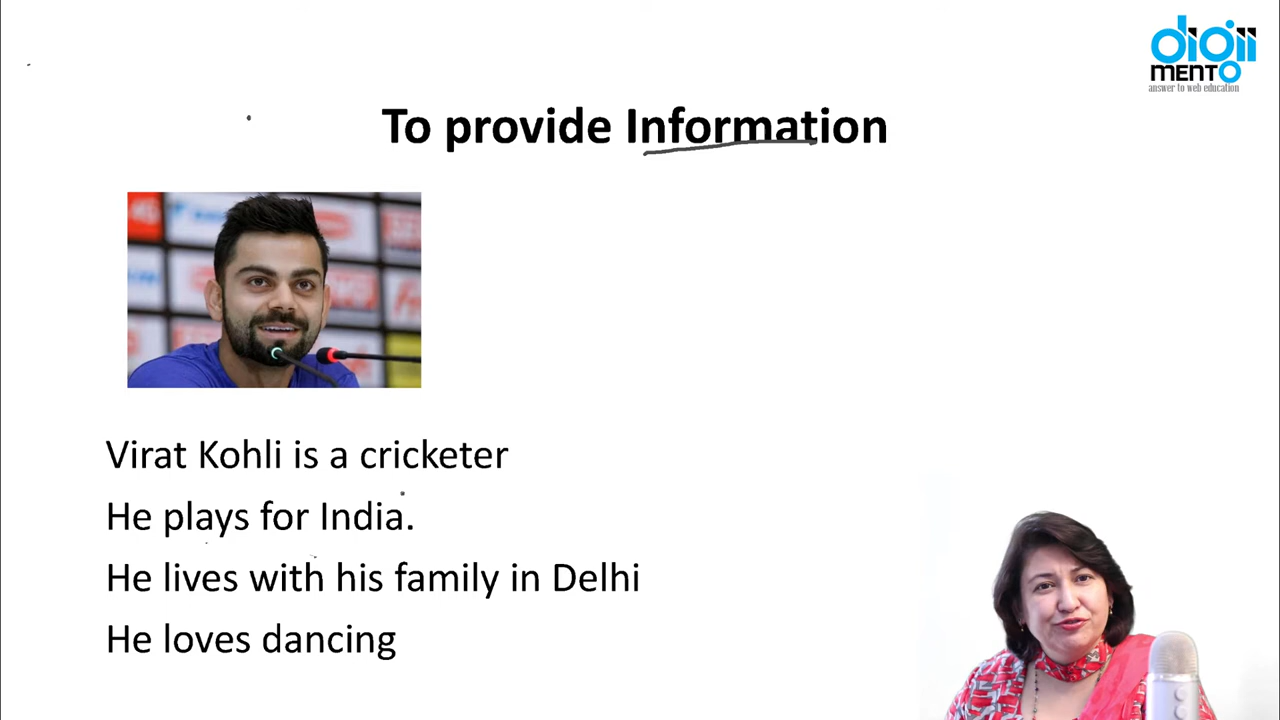 digii
MENTO
answer to web education
To provide Information
Virat Kohli is a cricketer
He plays for India.
He lives with his family in Delhi
He loves dancing